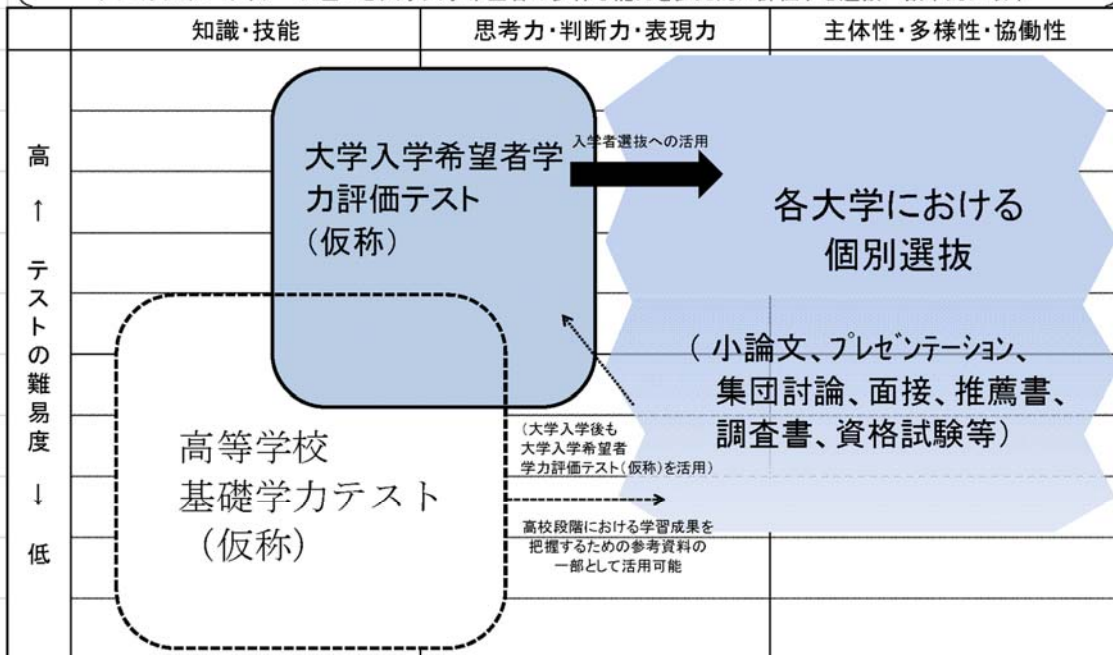 知識・技能
思考力・判断力・表現力
主体性・多様性・協働性
高
↑
テストの難易度
↓
低
大学入学希望者学
力評価テスト
(仮称)
入学者選抜への活用
各大学における
個別選抜
( 小論文、プレゼンテーション、
集団討論、面接、推薦書、
調査書、資格試験等)
(大学入学後も
大学入学希望者
学力評価テスト(仮称)を活用)
高等学校
基礎学力テスト
(仮称)
高校段階における学習成果を
把握するための参考資料の
一部として活用可能